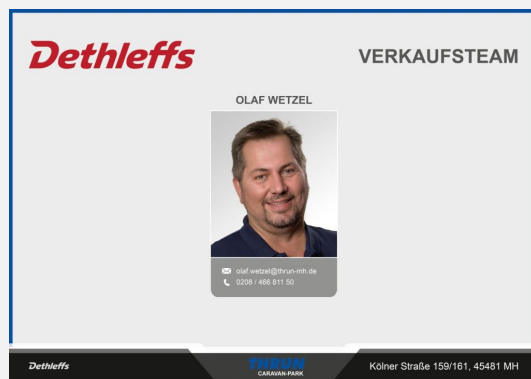 Dethleffs
VERKAUFSTEAM
OLAF WETZEL
olaf.wetzel@thrun-mh.de
0208 / 466 811 50
Dethleffs
THRUN
CARAVAN-PARK
Kölner Straße 159/161, 45481 MH